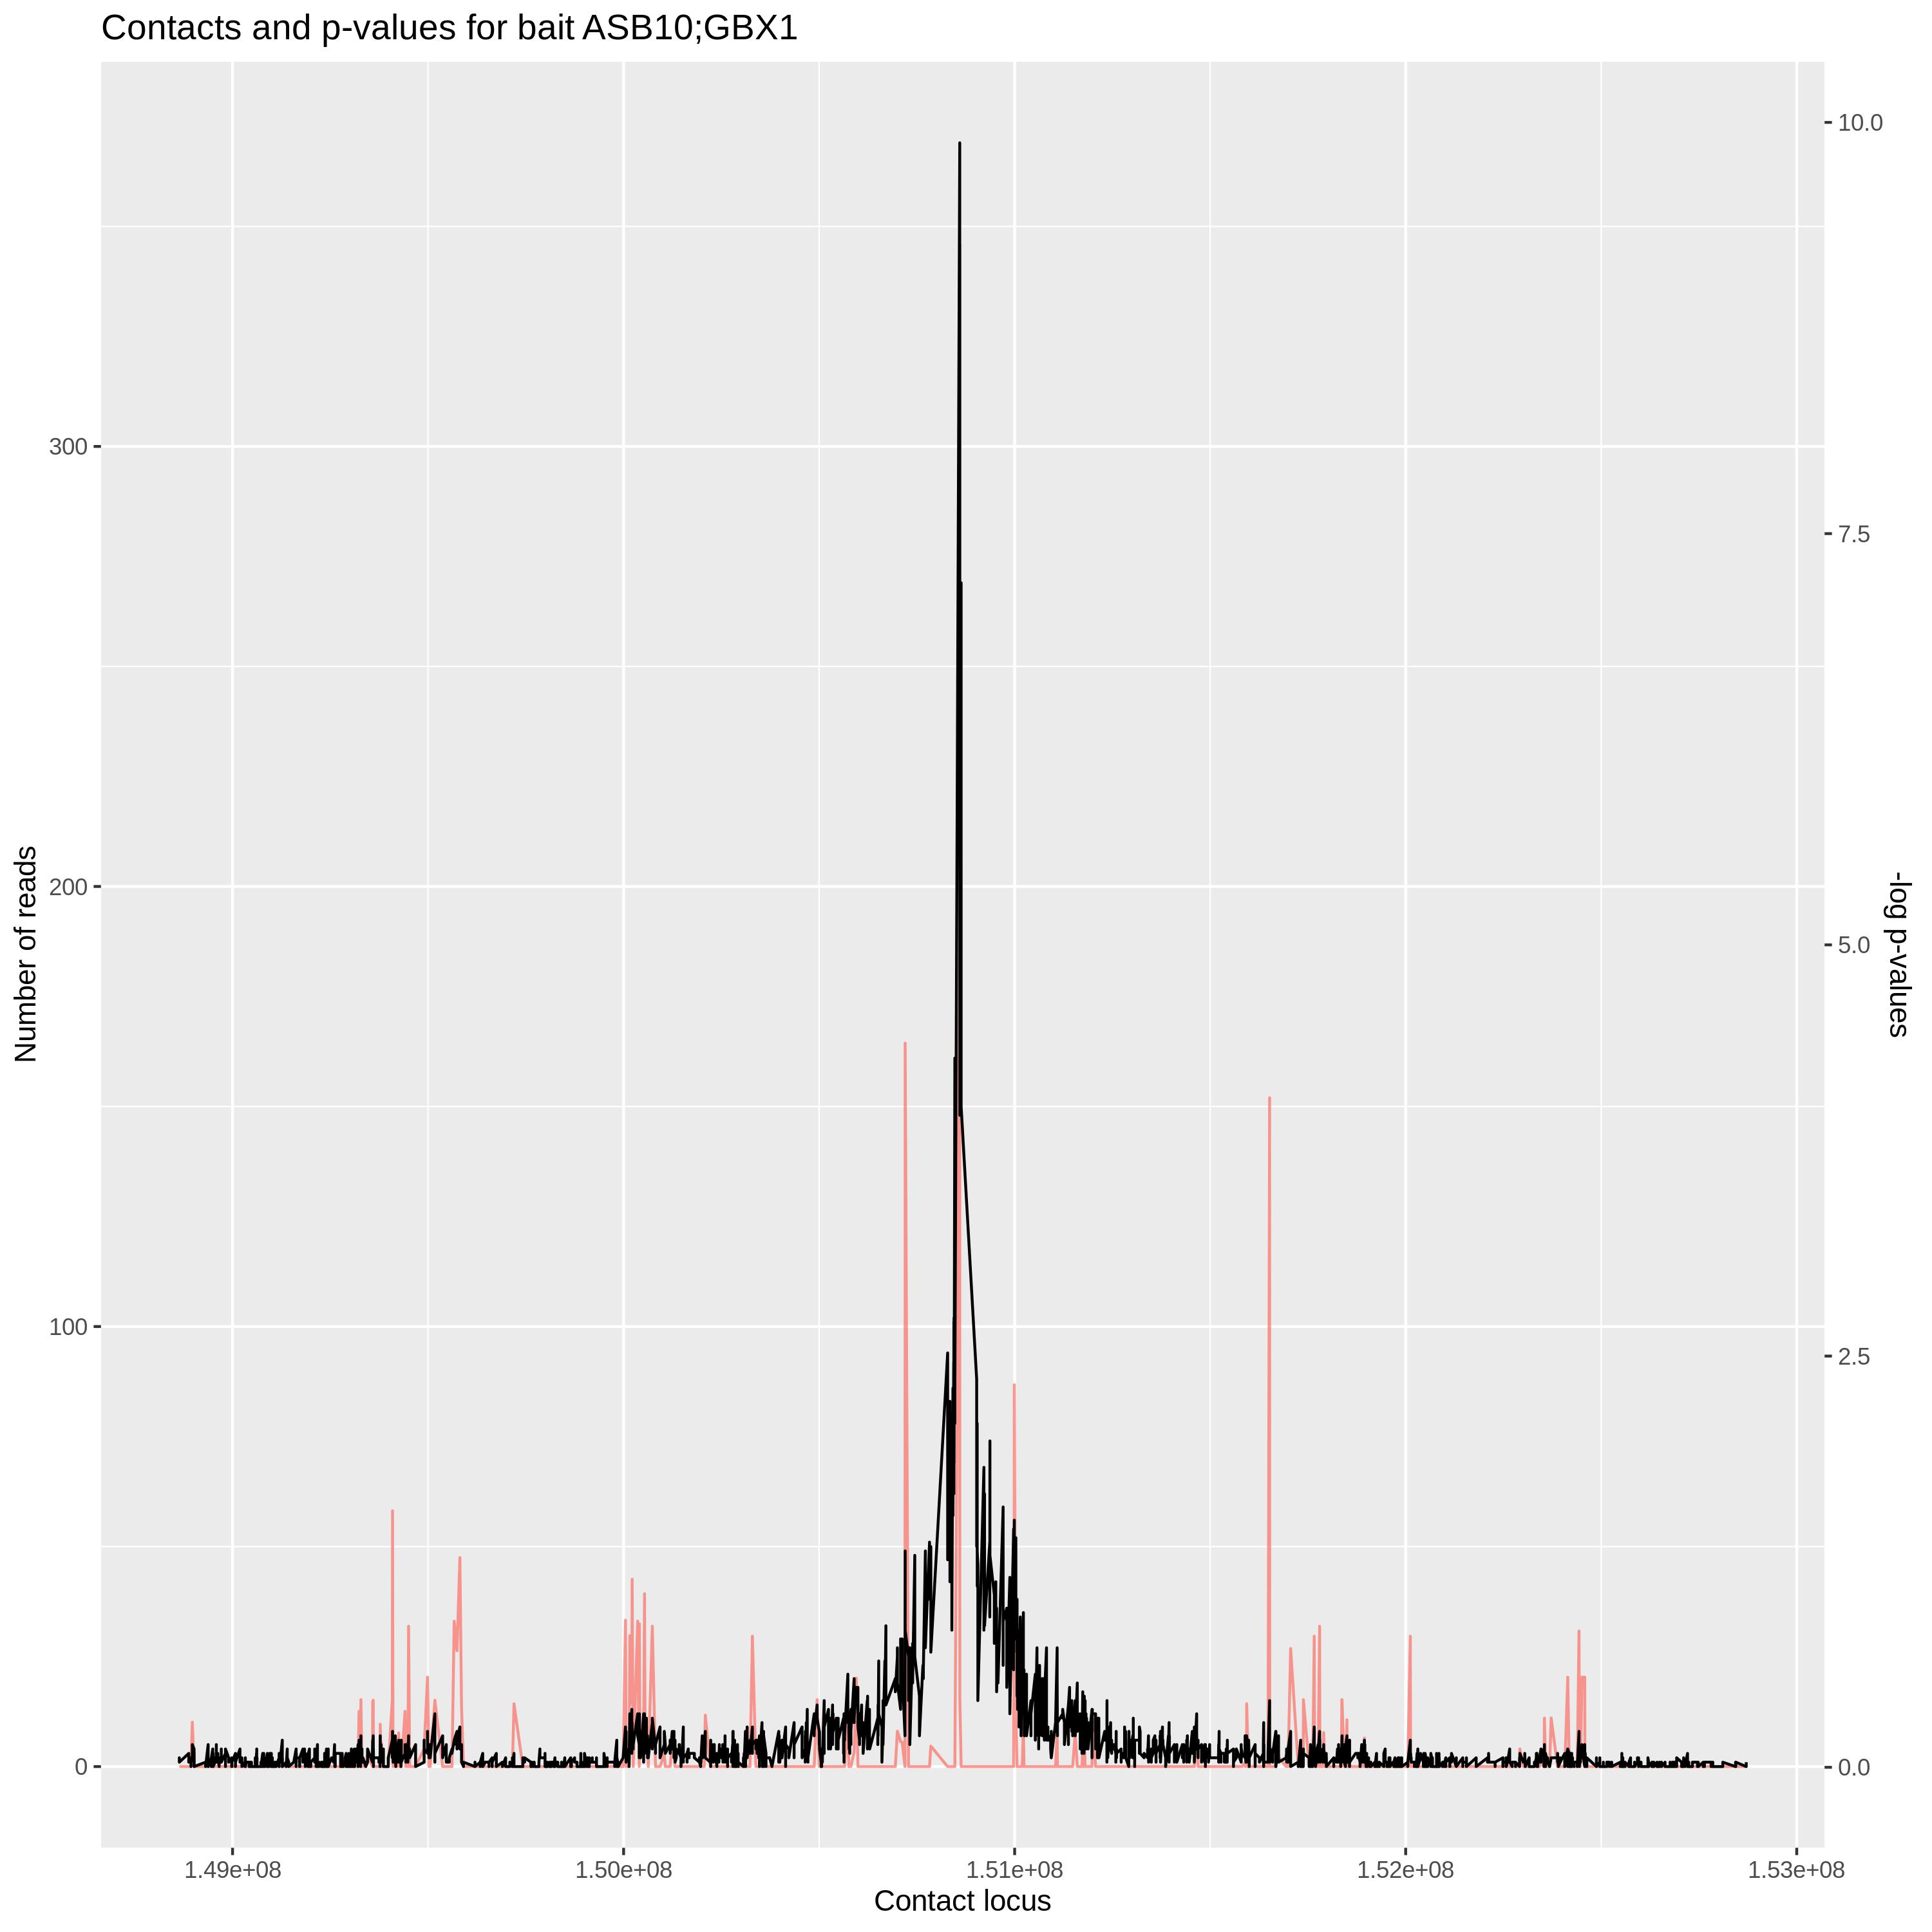 Contacts and p-values for bait ASB10;GBX1
Number of reads
300
200
100
0
10.0
7.5
5.0
2.5
0.0
-log p-values
1.49e+08
1.50e+08
1.51e+08
1.52e+08
1.53e+08
Contact locus